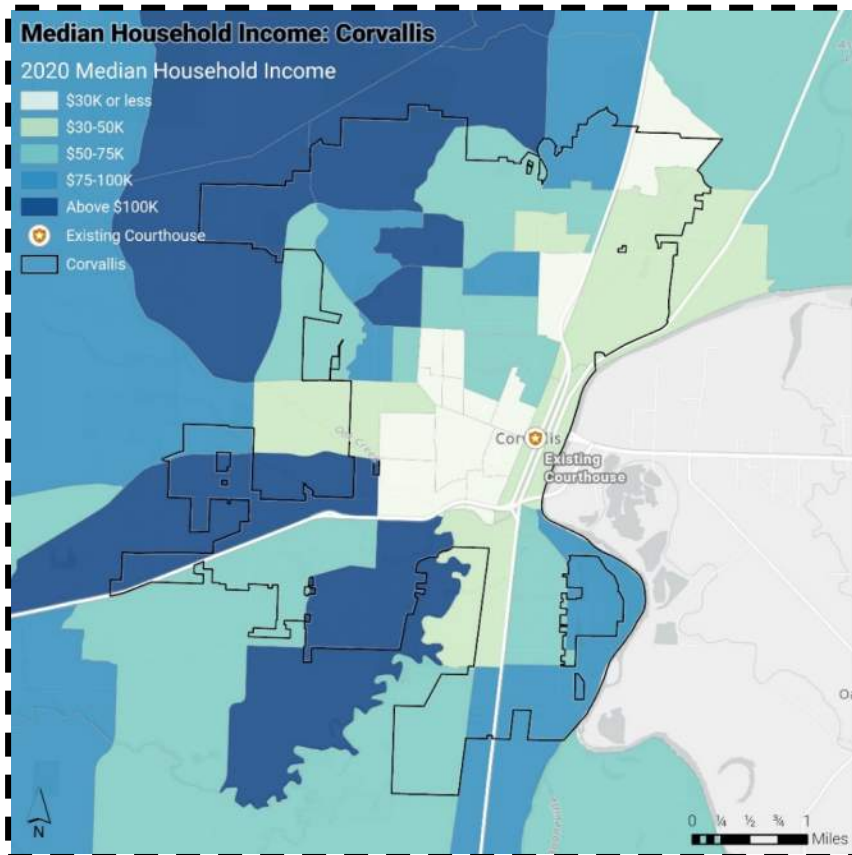 Median Household Income: Corvallis
2020 Median Household Income
$30K or less
$30-50K
$50-75K
$75-100K
Above $100K
Existing Courthouse
Corvallis
Corvallis
Existing
Courthouse
N
0 ¼ ½ ¾ 1
Miles